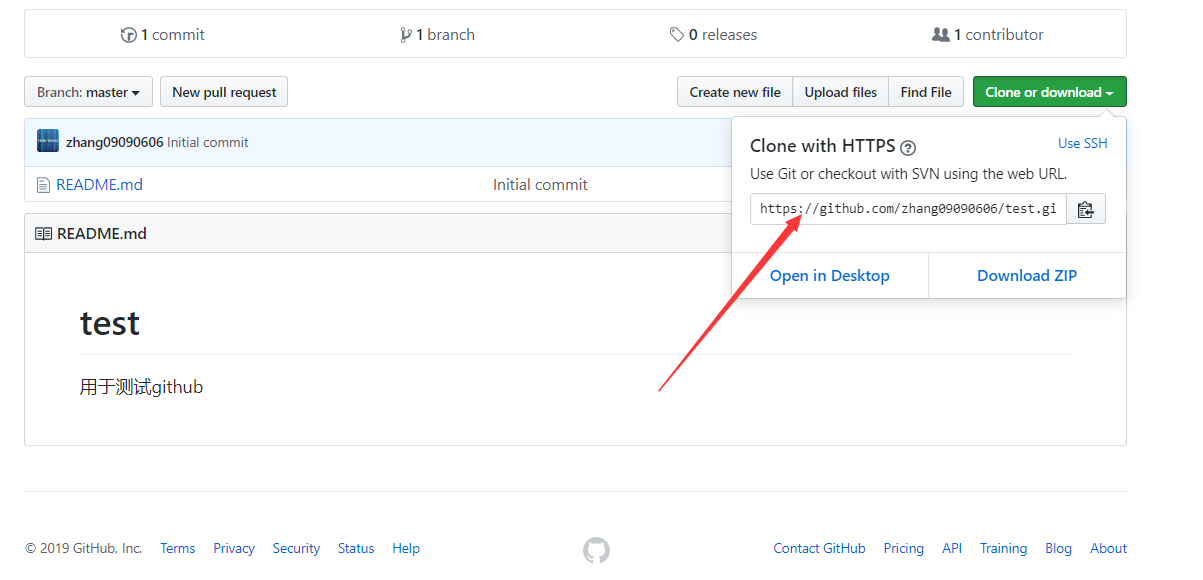 1 commit 1 branch 0 releases 1 contributor
Branch: master New pull request Create new file Upload files Find File Clone or download
zhang09090606 Initial commit
README.md Initial commit
Clone with HTTPS Use SSH
Use Git or checkout with SVN using the web URL.
https://github.com/zhang09090606/test.gi
Open in Desktop Download ZIP
README.md
test
用于测试github
© 2019 GitHub, Inc. Terms Privacy Security Status Help Contact GitHub Pricing API Training Blog About